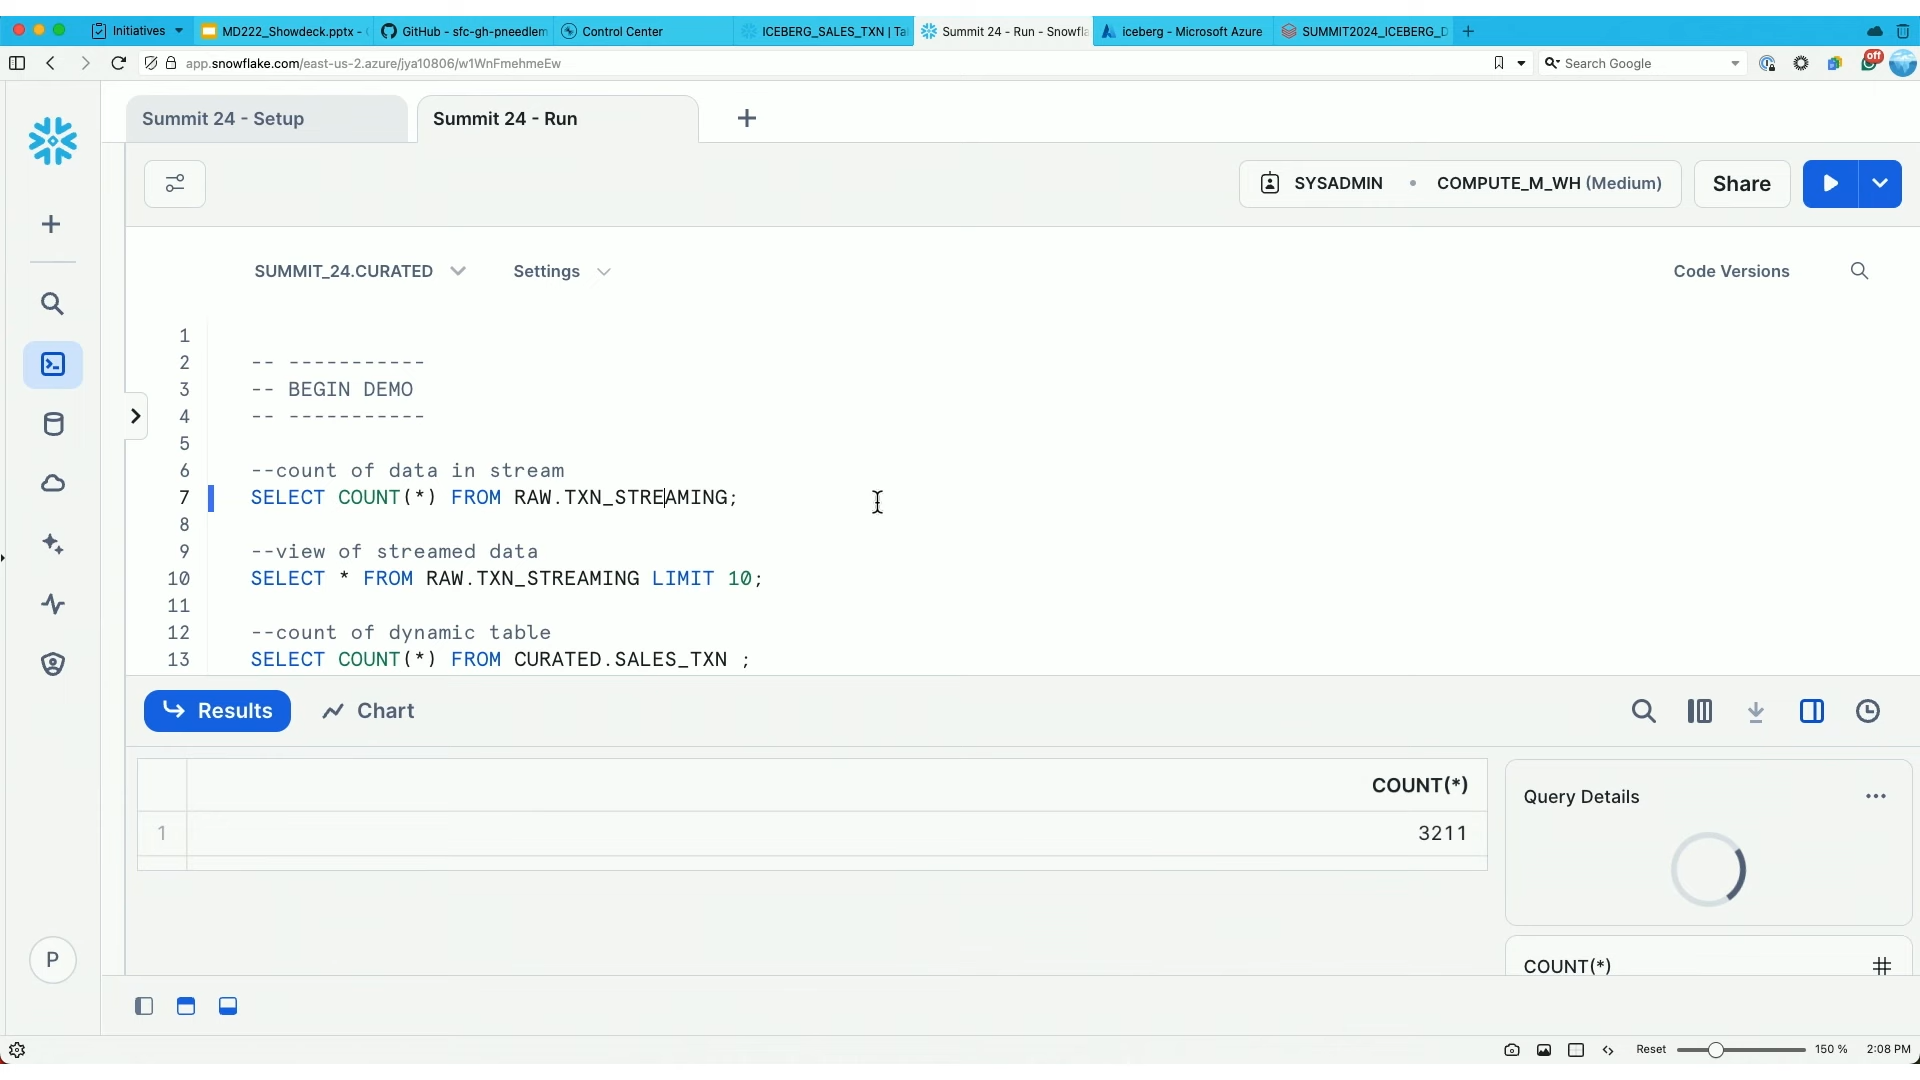 Initiatives
MD222_Showdeck.pptx -
GitHub - sfc-gh-pneedlem
Control Center
ICEBERG_SALES_TXN | Ta
Summit 24 - Run - Snowfla
iceberg - Microsoft Azure
SUMMIT2024_ICEBERG_D
app.snowflake.com/east-us-2.azure/jya10806/w1WnFmehmeEw
Search Google
off
Summit 24 - Setup
Summit 24 - Run
SYSADMIN • COMPUTE_M_WH (Medium)
Share
SUMMIT_24.CURATED
Settings
Code Versions
1
2 -- -----------
3 -- BEGIN DEMO
4 -- -----------
5
6 --count of data in stream
7 SELECT COUNT(*) FROM RAW.TXN_STREAMING;
8
9 --view of streamed data
10 SELECT * FROM RAW.TXN_STREAMING LIMIT 10;
11
12 --count of dynamic table
13 SELECT COUNT(*) FROM CURATED.SALES_TXN ;
Results
Chart
COUNT(*)
1 3211
Query Details
COUNT(*)
P
Reset
150 %
2:08 PM